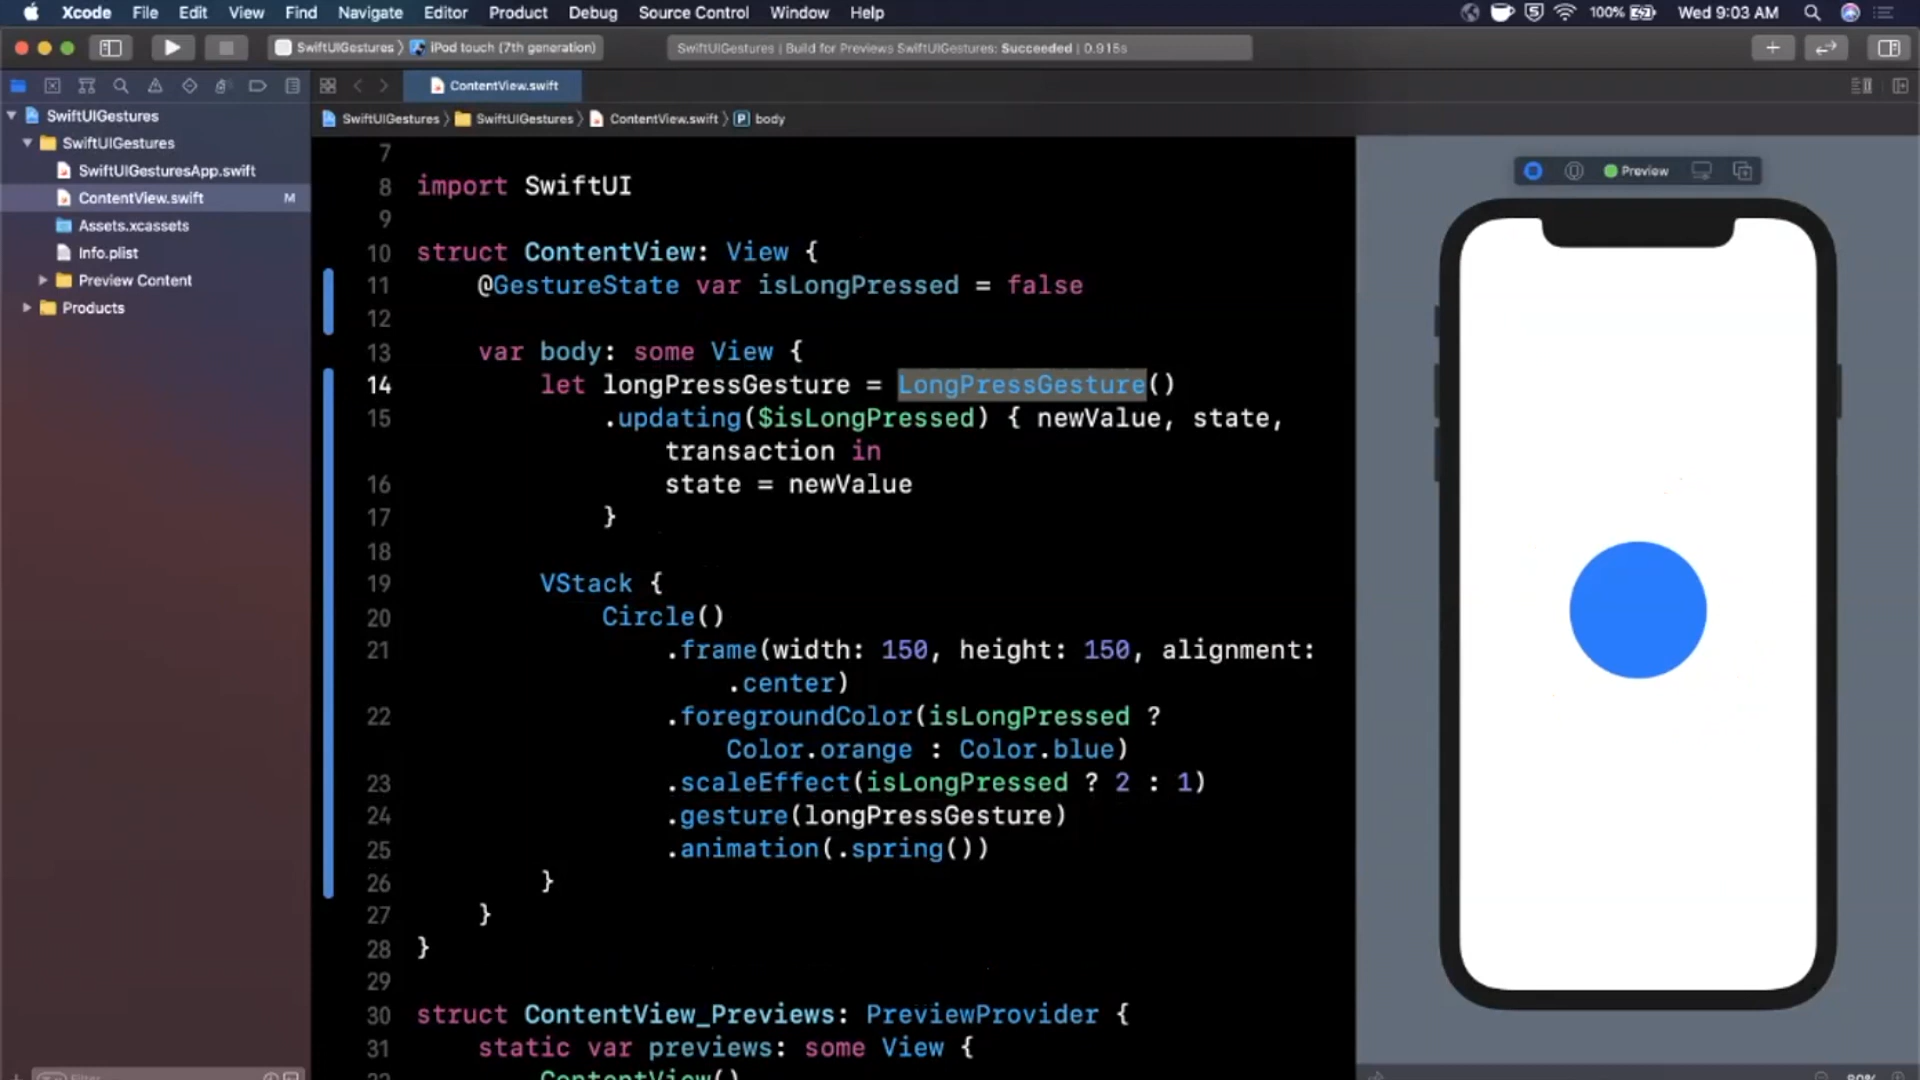 Xcode File Edit View Find Navigate Editor Product Debug Source Control Window Help 100% Wed 9:03 AM
SwiftUIGestures 〉 iPod touch (7th generation) SwiftUIGestures | Build for Previews SwiftUIGestures: Succeeded | 0.915s
ContentView.swift
SwiftUIGestures 〉 SwiftUIGestures 〉 ContentView.swift 〉 P body
SwiftUIGestures
SwiftUIGestures
SwiftUIGesturesApp.swift
ContentView.swift M
Assets.xcassets
Info.plist
Preview Content
Products
7
8 import SwiftUI
9
10 struct ContentView: View {
11 @GestureState var isLongPressed = false
12
13 var body: some View {
14 let longPressGesture = LongPressGesture()
15 .updating($isLongPressed) { newValue, state,
transaction in
16 state = newValue
17 }
18
19 VStack {
20 Circle()
21 .frame(width: 150, height: 150, alignment:
.center)
22 .foregroundColor(isLongPressed ?
Color.orange : Color.blue)
23 .scaleEffect(isLongPressed ? 2 : 1)
24 .gesture(longPressGesture)
25 .animation(.spring())
26 }
27 }
28 }
29
30 struct ContentView_Previews: PreviewProvider {
31 static var previews: some View {
32 ContentView()
Preview
Filter
80%